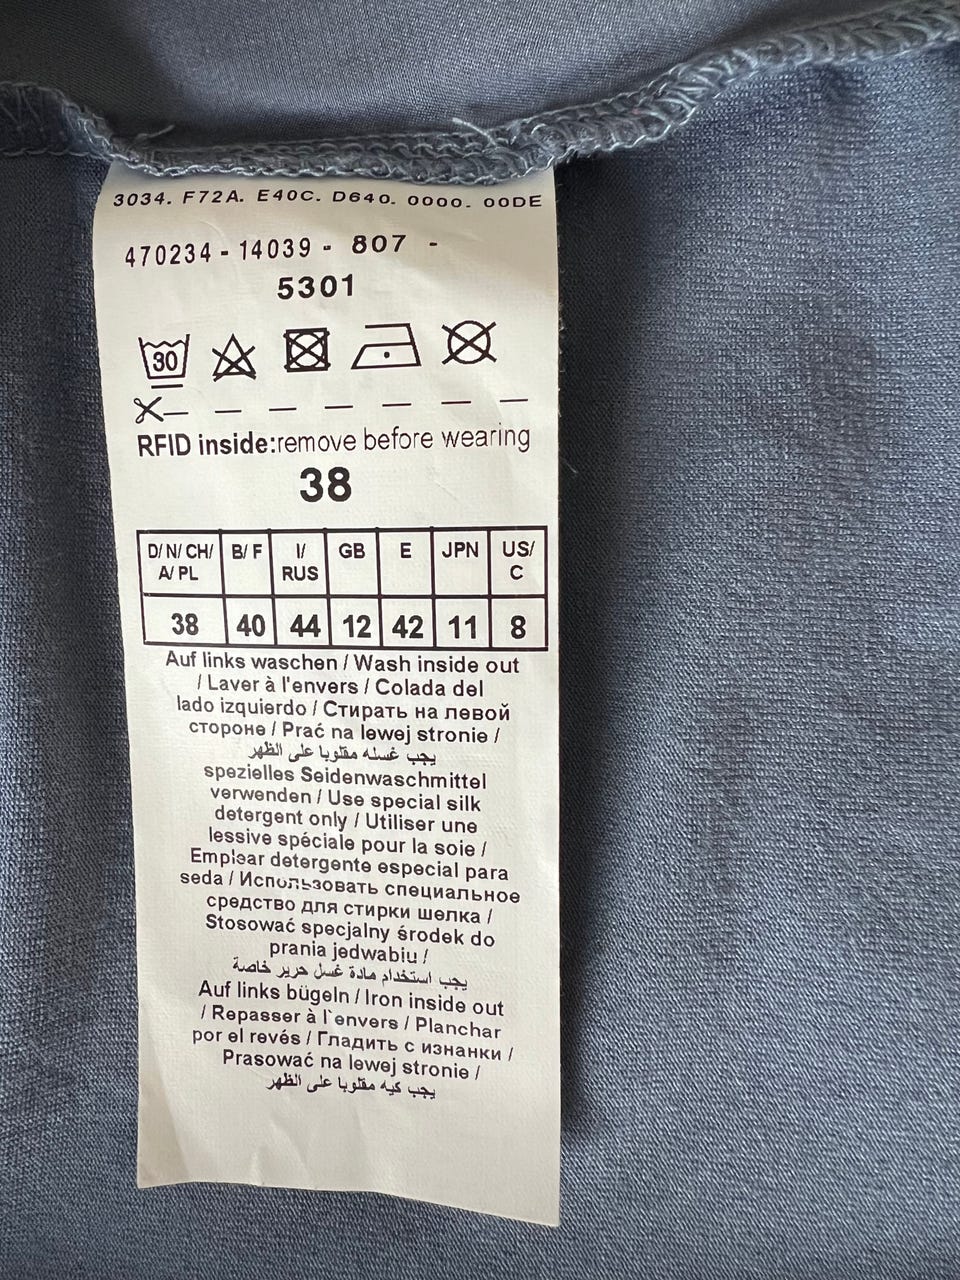 3034. F72A. E40C. D640. 0000. 00DE
470234 - 14039 - 807 -
5301
30
RFID inside:remove before wearing
38
D/ N/ CH/ A/ PL B/ F I/ RUS GB E JPN US/ C
38 40 44 12 42 11 8
Auf links waschen / Wash inside out
/ Laver à l'envers / Colada del
lado izquierdo / Стирать на левой
стороне / Prać na lewej stronie /
يجب غسله مقلوبا على الظهر
spezielles Seidenwaschmittel
verwenden / Use special silk
detergent only / Utiliser une
lessive spéciale pour la soie /
Emplear detergente especial para
seda / Использовать специальное
средство для стирки шелка /
Stosować specjalny środek do
prania jedwabiu /
يجب استخدام مادة غسل حرير خاصة
Auf links bügeln / Iron inside out
/ Repasser à l`envers / Planchar
por el revés / Гладить с изнанки /
Prasować na lewej stronie /
يجب كيه مقلوبا على الظهر